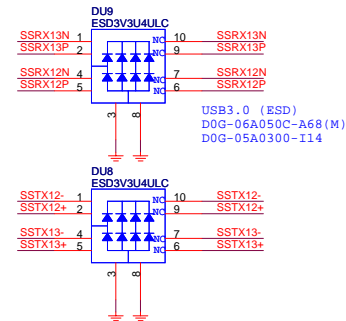 DU9
ESD3V3U4ULC
SSRX13N 1 NC 10 SSRX13N
SSRX13P 2 NC 9 SSRX13P
SSRX12N 4 NC 7 SSRX12N
SSRX12P 5 NC 6 SSRX12P
3 8
USB3.0 (ESD)
D0G-06A050C-A68(M)
D0G-05A0300-I14
DU8
ESD3V3U4ULC
SSTX12- 1 NC 10 SSTX12-
SSTX12+ 2 NC 9 SSTX12+
SSTX13- 4 NC 7 SSTX13-
SSTX13+ 5 NC 6 SSTX13+
3 8